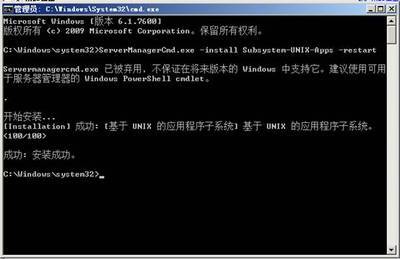 管理员: C:\Windows\System32\cmd.exe
Microsoft Windows [版本 6.1.7600]
版权所有 (c) 2009 Microsoft Corporation。保留所有权利。
C:\Windows\system32>ServerManagerCmd.exe -install Subsystem-UNIX-Apps -restart
Servermanagercmd.exe 已被弃用，不保证在将来版本的 Windows 中支持它。建议使用可用
于服务器管理器的 Windows PowerShell cmdlet。
.
开始安装...
[Installation] 成功: [基于 UNIX 的应用程序子系统] 基于 UNIX 的应用程序子系统。
<100/100>
成功: 安装成功。
C:\Windows\system32>_